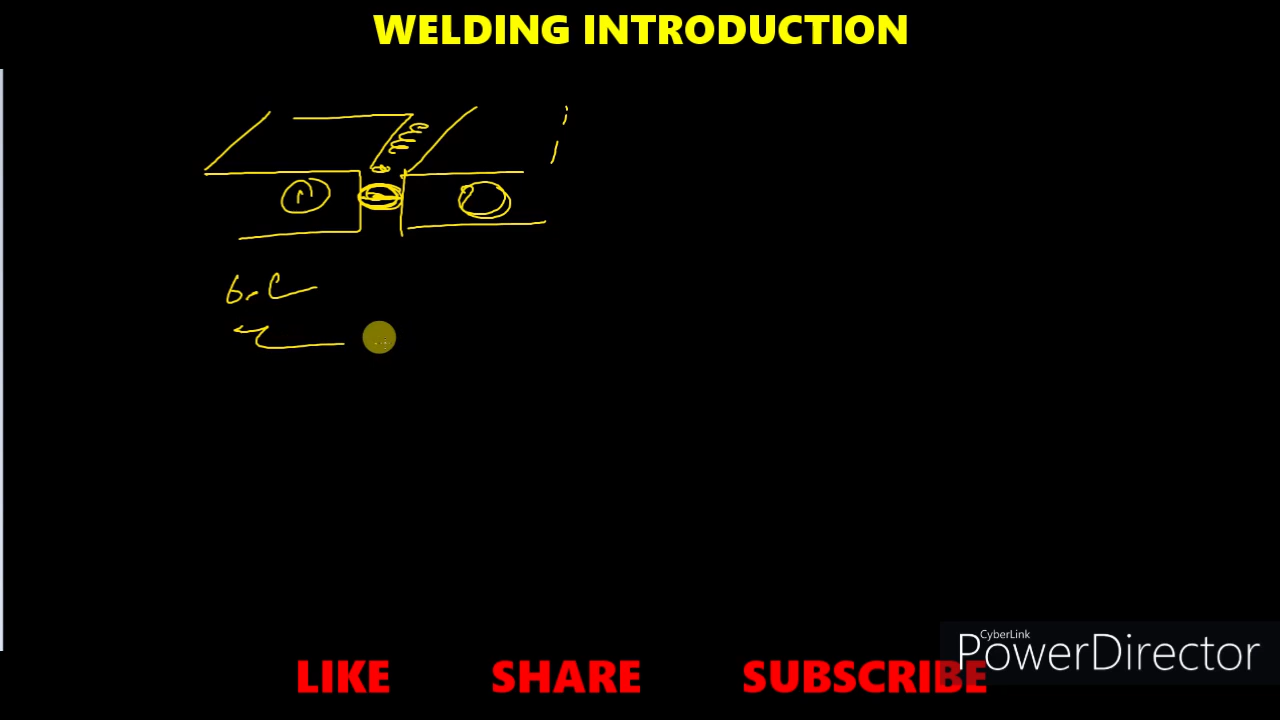 WELDING INTRODUCTION
CyberLink
PowerDirector
LIKE SHARE SUBSCRIBE